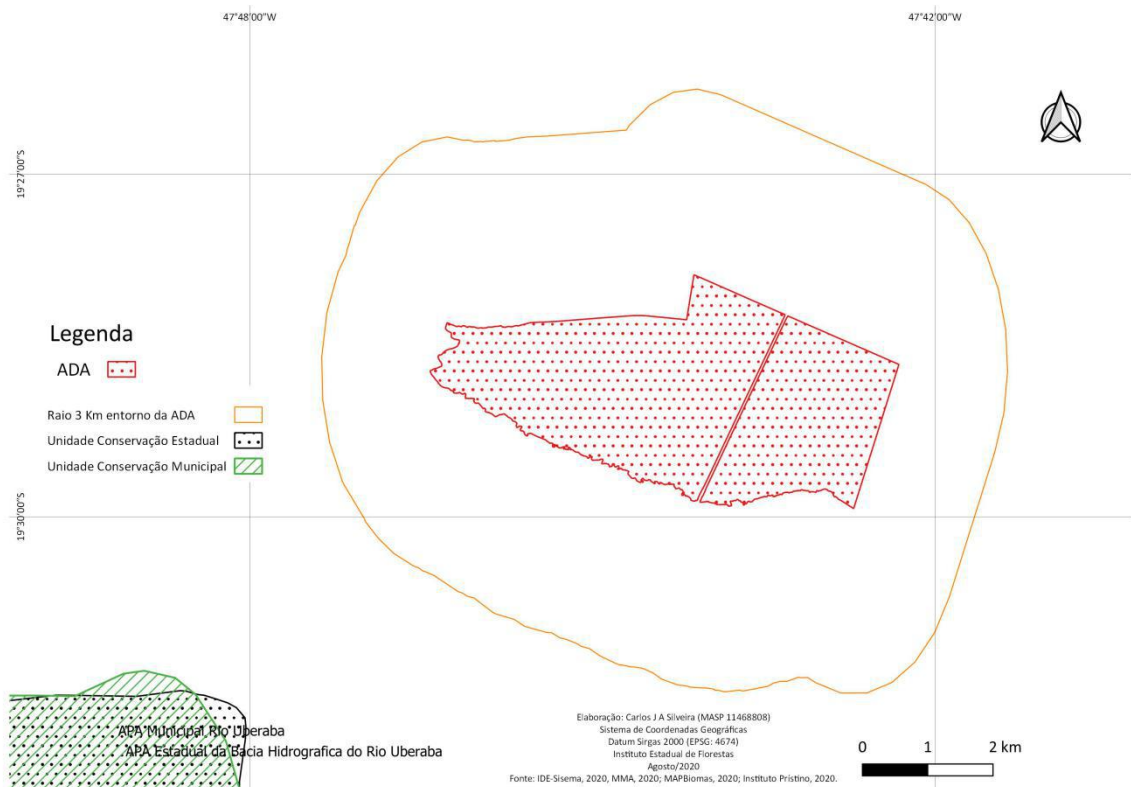 47°48'00"W
47°42'00"W
19°27'00"S
Legenda
ADA
Raio 3 Km entorno da ADA
Unidade Conservação Estadual
Unidade Conservação Municipal
19°30'00"S
APA Municipal Rio Uberaba
APA Estadual da Bacia Hidrografica do Rio Uberaba
Elaboração: Carlos J A Silveira (MASP 11468808)
Sistema de Coordenadas Geográficas
Datum Sirgas 2000 (EPSG: 4674)
Instituto Estadual de Florestas
Agosto/2020
Fonte: IDE-Sisema, 2020, MMA, 2020; MAPBiomas, 2020; Instituto Prístino, 2020.
0 1 2 km